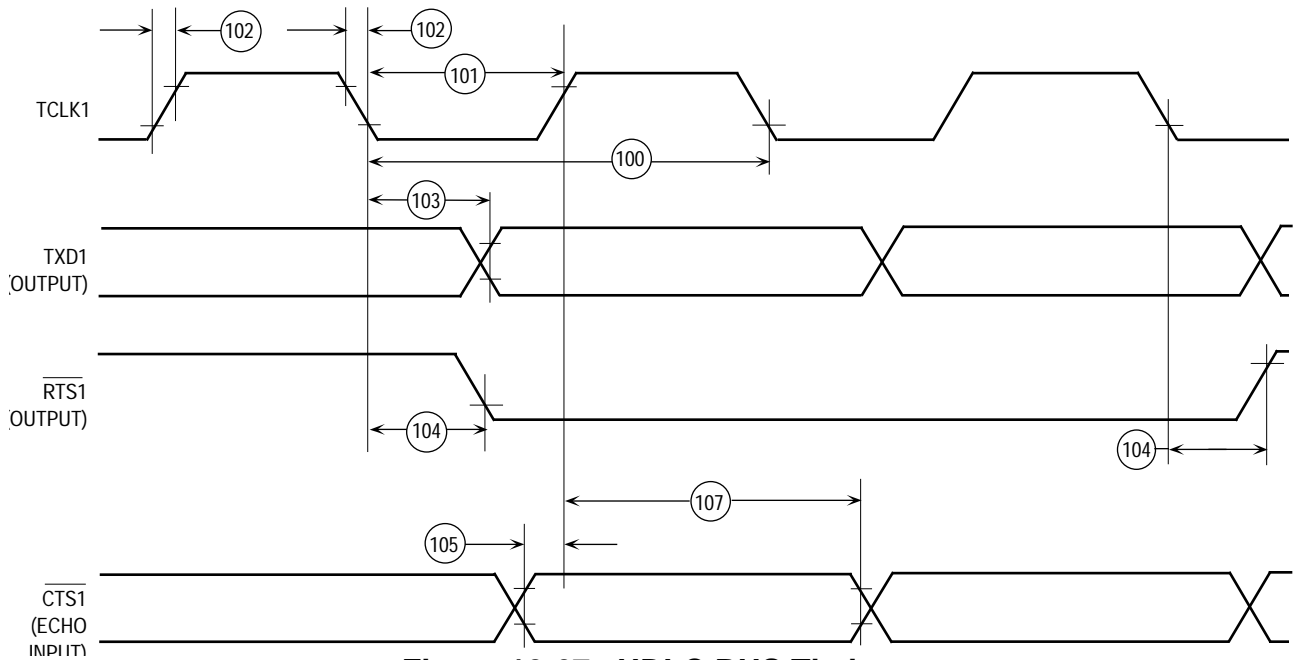 102
102
101
TCLK1
100
103
TXD1
(OUTPUT)
RTS1
(OUTPUT)
104
104
107
105
CTS1
(ECHO
INPUT)